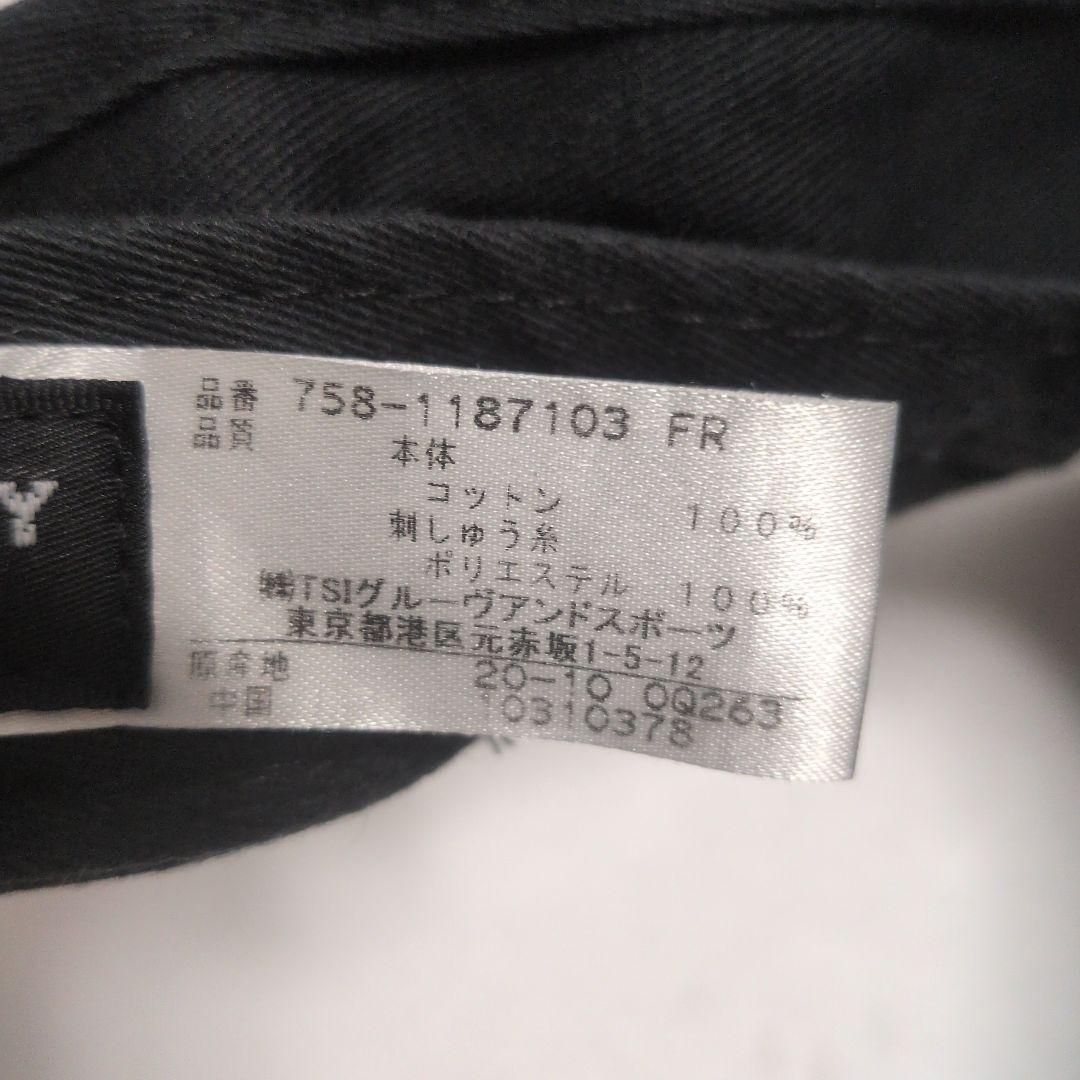 品番 758-1187103 FR
品質
本体
コットン 100%
刺しゅう糸
ポリエステル 100%
㈱TSIグルーヴアンドスポーツ
東京都港区元赤坂1-5-12
原産地 20-10 0Q263
中国 10310378
Y